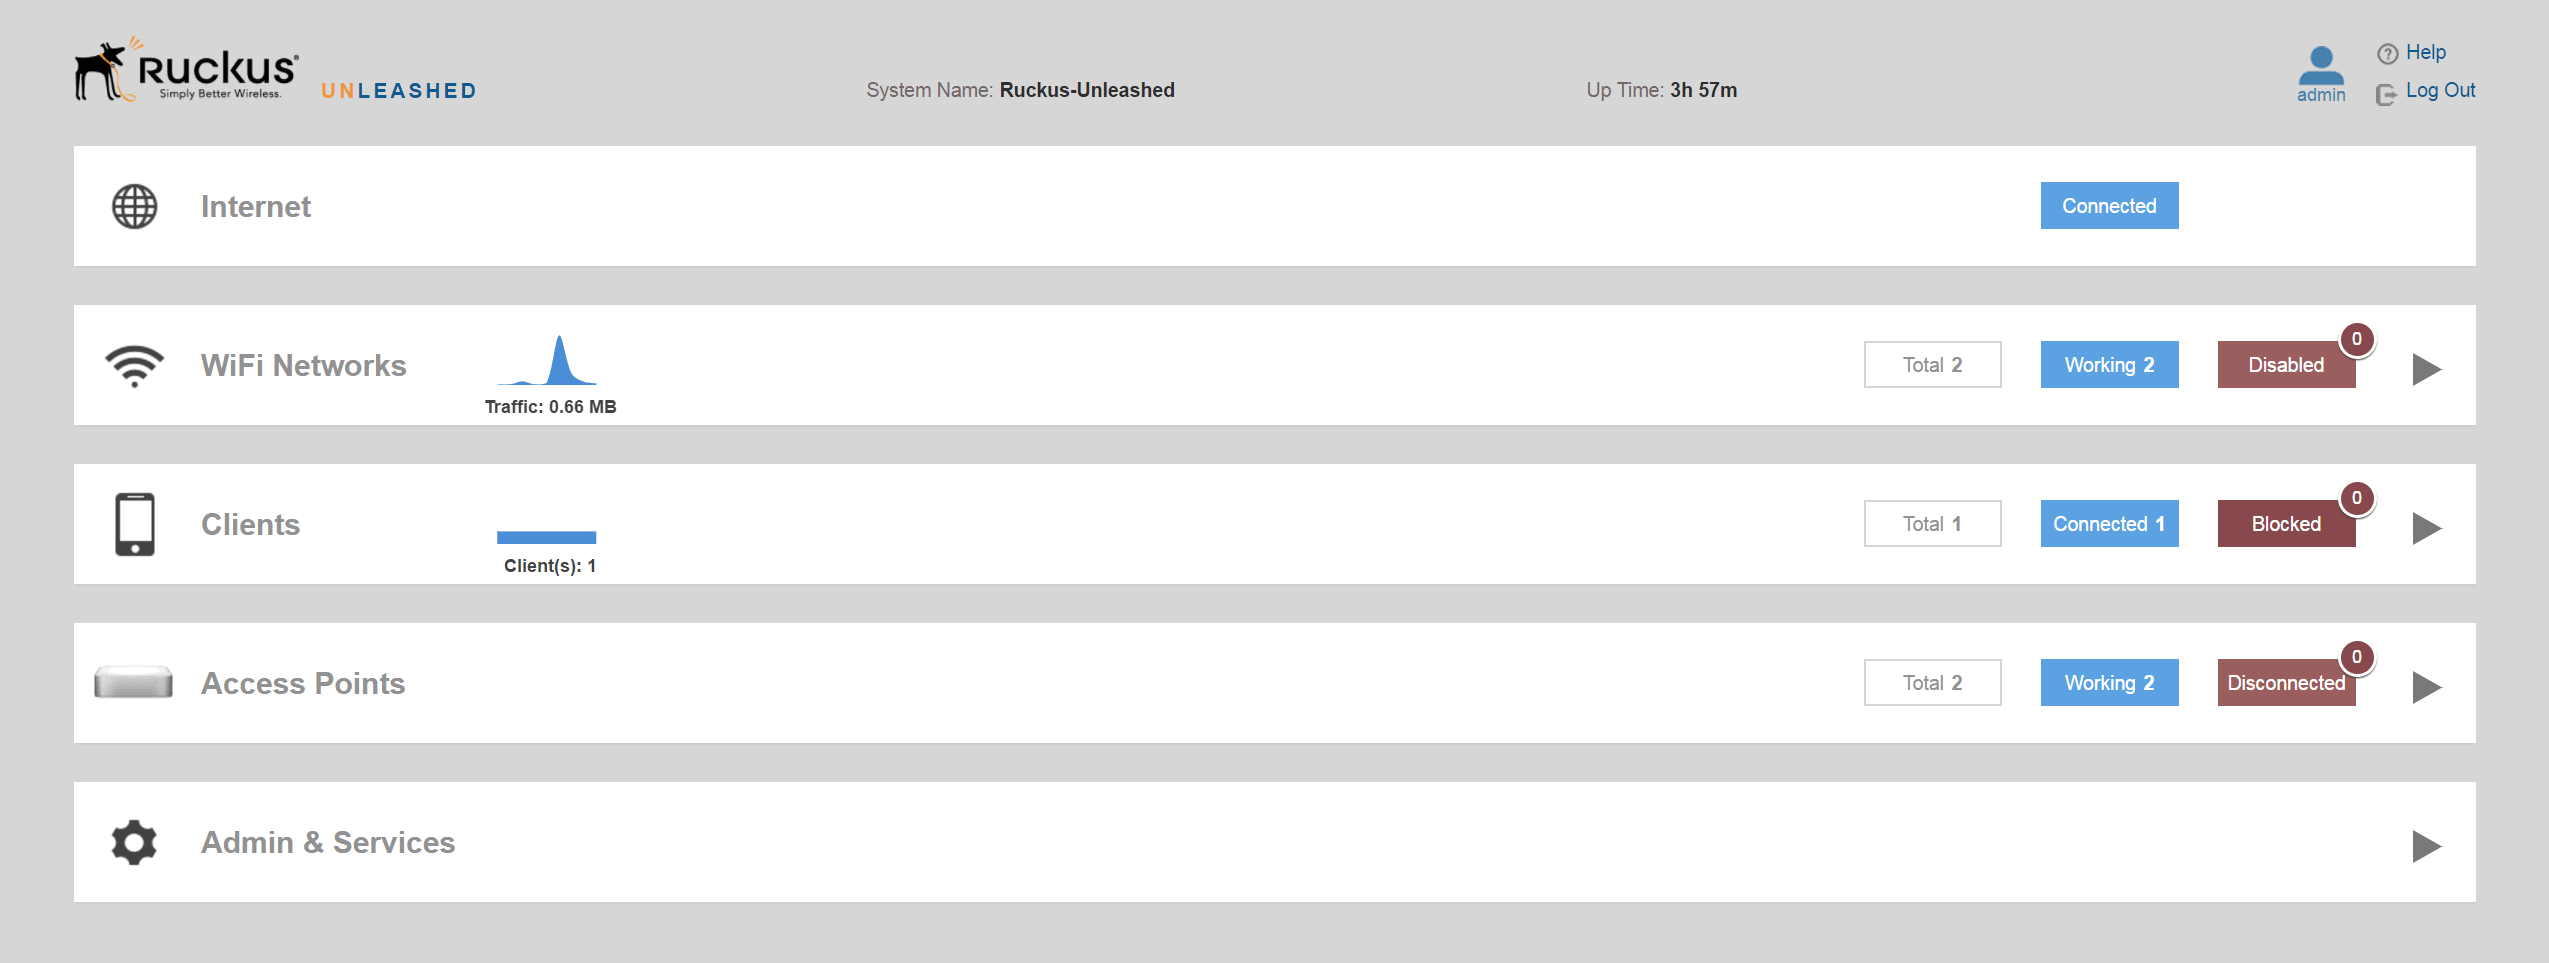 Ruckus®
Simply Better Wireless.
UNLEASHED
System Name: Ruckus-Unleashed
Up Time: 3h 57m
admin
Help
Log Out
Internet
Connected
WiFi Networks
Traffic: 0.66 MB
Total 2
Working 2
Disabled
0
Clients
Client(s): 1
Total 1
Connected 1
Blocked
0
Access Points
Total 2
Working 2
Disconnected
0
Admin & Services